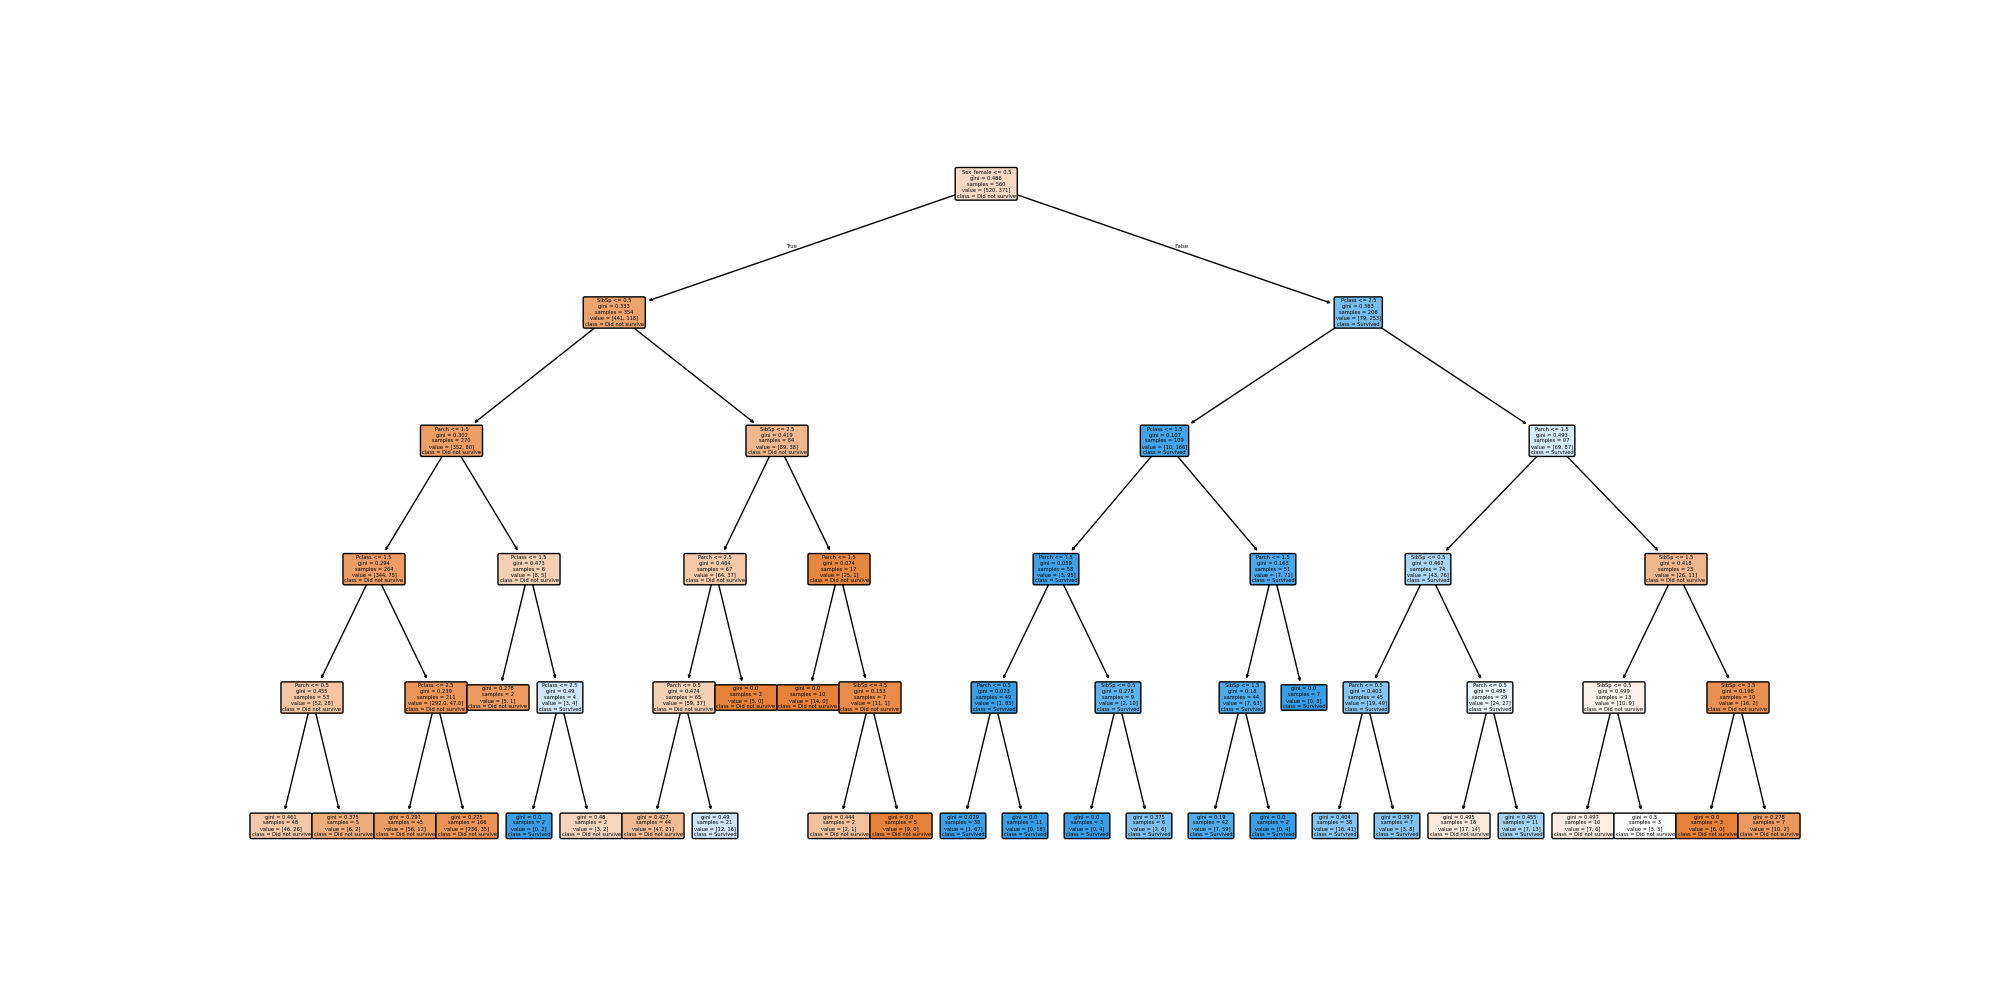 Sex_female <= 0.5
gini = 0.486
samples = 560
value = [520, 371]
class = Did not survive
True
False
SibSp <= 0.5
gini = 0.333
samples = 354
value = [441, 118]
class = Did not survive
Pclass <= 2.5
gini = 0.363
samples = 206
value = [79, 253]
class = Survived
Parch <= 1.5
gini = 0.302
samples = 270
value = [352, 80]
class = Did not survive
SibSp <= 2.5
gini = 0.419
samples = 84
value = [89, 38]
class = Did not survive
Pclass <= 1.5
gini = 0.107
samples = 109
value = [10, 166]
class = Survived
Parch <= 1.5
gini = 0.493
samples = 97
value = [69, 87]
class = Survived
Pclass <= 1.5
gini = 0.294
samples = 264
value = [344, 75]
class = Did not survive
Pclass <= 1.5
gini = 0.473
samples = 6
value = [8, 5]
class = Did not survive
Parch <= 2.5
gini = 0.464
samples = 67
value = [64, 37]
class = Did not survive
Parch <= 1.5
gini = 0.074
samples = 17
value = [25, 1]
class = Did not survive
Parch <= 1.5
gini = 0.059
samples = 58
value = [3, 95]
class = Survived
Parch <= 1.5
gini = 0.163
samples = 51
value = [7, 71]
class = Survived
SibSp <= 0.5
gini = 0.462
samples = 74
value = [43, 76]
class = Survived
SibSp <= 1.5
gini = 0.418
samples = 23
value = [26, 11]
class = Did not survive
Parch <= 0.5
gini = 0.455
samples = 53
value = [52, 28]
class = Did not survive
Pclass <= 2.5
gini = 0.239
samples = 211
value = [292.0, 47.0]
class = Did not survive
gini = 0.278
samples = 2
value = [5, 1]
class = Did not survive
Pclass <= 2.5
gini = 0.49
samples = 4
value = [3, 4]
class = Survived
Parch <= 0.5
gini = 0.474
samples = 65
value = [59, 37]
class = Did not survive
gini = 0.0
samples = 2
value = [5, 0]
class = Did not survive
gini = 0.0
samples = 10
value = [14, 0]
class = Did not survive
SibSp <= 4.5
gini = 0.153
samples = 7
value = [11, 1]
class = Did not survive
Parch <= 0.5
gini = 0.023
samples = 49
value = [1, 85]
class = Survived
SibSp <= 0.5
gini = 0.278
samples = 9
value = [2, 10]
class = Survived
SibSp <= 1.5
gini = 0.18
samples = 44
value = [7, 63]
class = Survived
gini = 0.0
samples = 7
value = [0, 8]
class = Survived
Parch <= 0.5
gini = 0.403
samples = 45
value = [19, 49]
class = Survived
Parch <= 0.5
gini = 0.498
samples = 29
value = [24, 27]
class = Survived
SibSp <= 0.5
gini = 0.499
samples = 13
value = [10, 9]
class = Did not survive
SibSp <= 3.5
gini = 0.198
samples = 10
value = [16, 2]
class = Did not survive
gini = 0.461
samples = 48
value = [46, 26]
class = Did not survive
gini = 0.375
samples = 5
value = [6, 2]
class = Did not survive
gini = 0.291
samples = 45
value = [56, 12]
class = Did not survive
gini = 0.225
samples = 166
value = [236, 35]
class = Did not survive
gini = 0.0
samples = 2
value = [0, 2]
class = Survived
gini = 0.48
samples = 2
value = [3, 2]
class = Did not survive
gini = 0.427
samples = 44
value = [47, 21]
class = Did not survive
gini = 0.49
samples = 21
value = [12, 16]
class = Survived
gini = 0.444
samples = 2
value = [2, 1]
class = Did not survive
gini = 0.0
samples = 5
value = [9, 0]
class = Did not survive
gini = 0.029
samples = 38
value = [1, 67]
class = Survived
gini = 0.0
samples = 11
value = [0, 18]
class = Survived
gini = 0.0
samples = 3
value = [0, 4]
class = Survived
gini = 0.375
samples = 6
value = [2, 6]
class = Survived
gini = 0.19
samples = 42
value = [7, 59]
class = Survived
gini = 0.0
samples = 2
value = [0, 4]
class = Survived
gini = 0.404
samples = 38
value = [16, 41]
class = Survived
gini = 0.397
samples = 7
value = [3, 8]
class = Survived
gini = 0.495
samples = 18
value = [17, 14]
class = Did not survive
gini = 0.455
samples = 11
value = [7, 13]
class = Survived
gini = 0.497
samples = 10
value = [7, 6]
class = Did not survive
gini = 0.5
samples = 3
value = [3, 3]
class = Did not survive
gini = 0.0
samples = 3
value = [6, 0]
class = Did not survive
gini = 0.278
samples = 7
value = [10, 2]
class = Did not survive